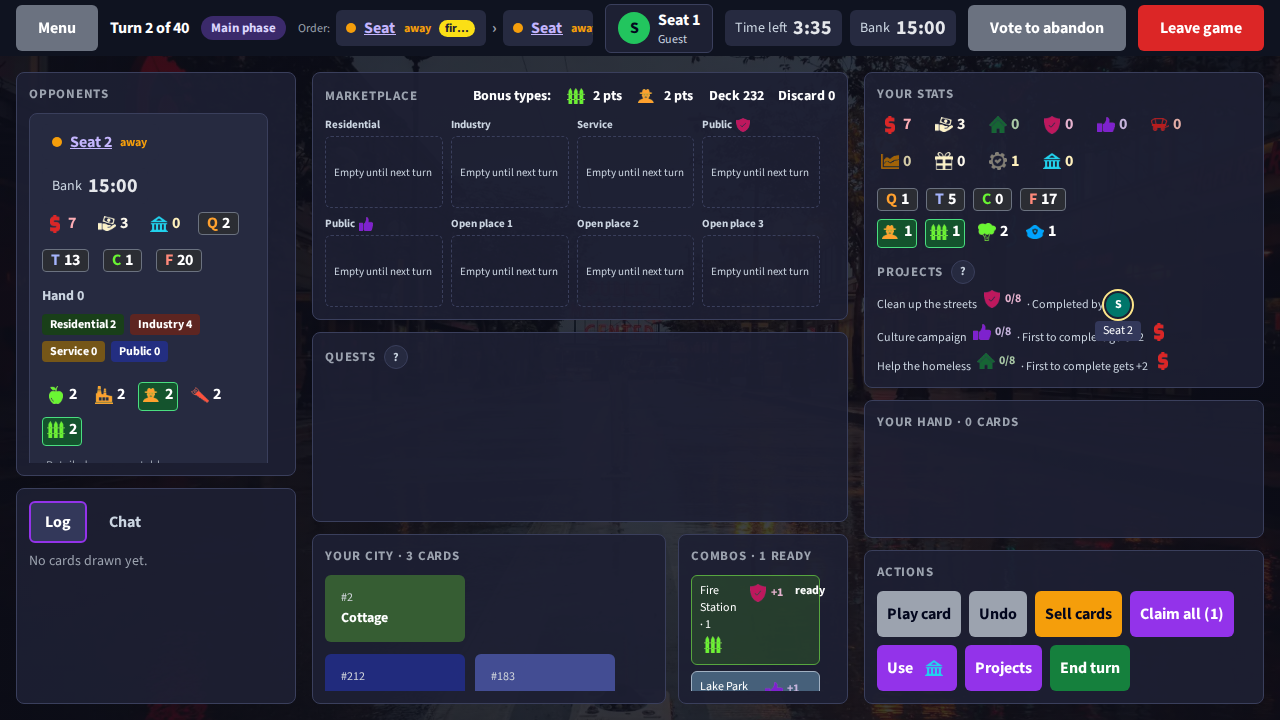 Menu
Turn 2 of 40
Main phase
Order:
Seat away fir...
›
Seat
S
Seat 1
Guest
Time left 3:35
Bank 15:00
Vote to abandon
Leave game
OPPONENTS
Seat 2 away
Bank 15:00
7 3 0 Q 2
T 13 C 1 F 20
Hand 0
Residential 2 Industry 4
Service 0 Public 0
2 2 2 2
2
Log Chat
No cards drawn yet.
MARKETPLACE
Bonus types: 2 pts 2 pts Deck 232 Discard 0
Residential Industry Service Public
Empty until next turn Empty until next turn Empty until next turn Empty until next turn
Public Open place 1 Open place 2 Open place 3
Empty until next turn Empty until next turn Empty until next turn Empty until next turn
QUESTS ?
YOUR CITY · 3 CARDS
#2
Cottage
#212 #183
COMBOS · 1 READY
Fire
Station
· 1
+1 ready
Lake Park +1
YOUR STATS
7 3 0 0 0 0
0 0 1 0
Q 1 T 5 C 0 F 17
1 1 2 1
PROJECTS ?
Clean up the streets 0/8 · Completed by S
Seat 2
Culture campaign 0/8 · First to complete
Help the homeless 0/8 · First to complete gets +2
YOUR HAND · 0 CARDS
ACTIONS
Play card Undo Sell cards Claim all (1)
Use Projects End turn